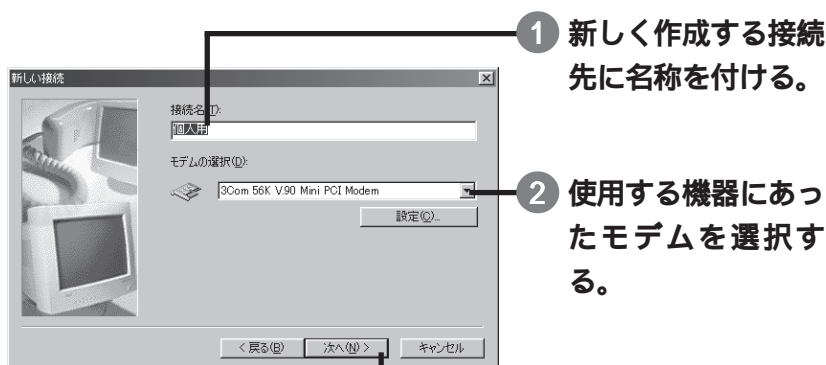 1 新しく作成する接続
先に名称を付ける。
新しい接続
接続名(T):
個人用
モデムの選択(D):
3Com 56K V.90 Mini PCI Modem
設定(C)...
2 使用する機器にあっ
たモデムを選択す
る。
< 戻る(B)
次へ(N) >
キャンセル